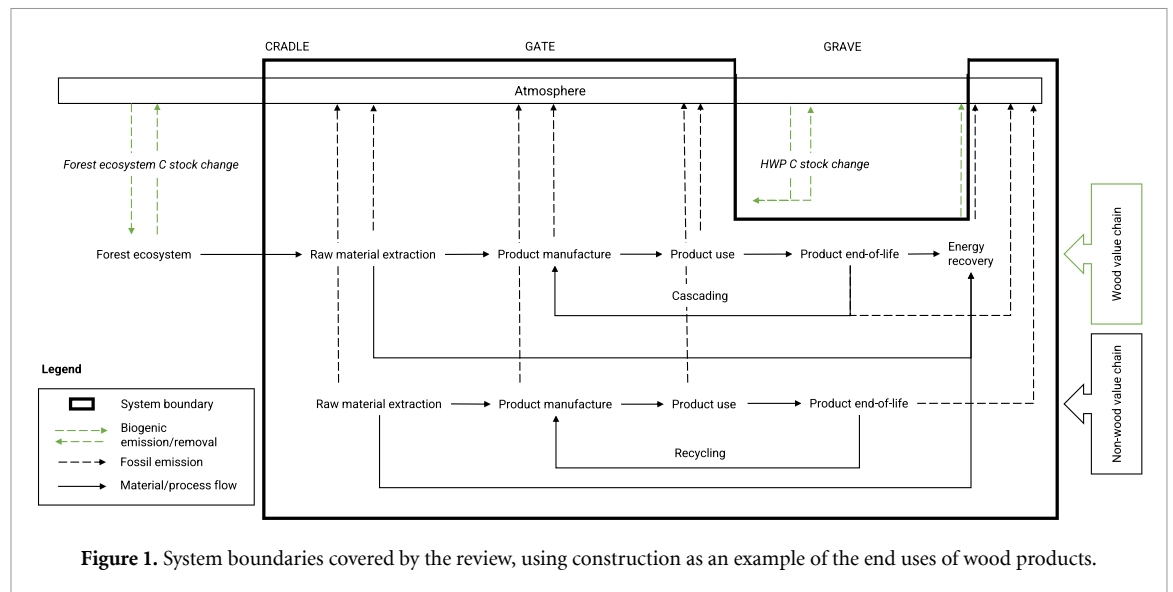 CRADLE GATE GRAVE
Atmosphere
Forest ecosystem C stock change
HWP C stock change
Forest ecosystem
Raw material extraction
Product manufacture
Product use
Product end-of-life
Energy
recovery
Cascading
Wood value chain
Raw material extraction
Product manufacture
Product use
Product end-of-life
Recycling
Non-wood value chain
Legend
System boundary
Biogenic
emission/removal
Fossil emission
Material/process flow
Figure 1. System boundaries covered by the review, using construction as an example of the end uses of wood products.